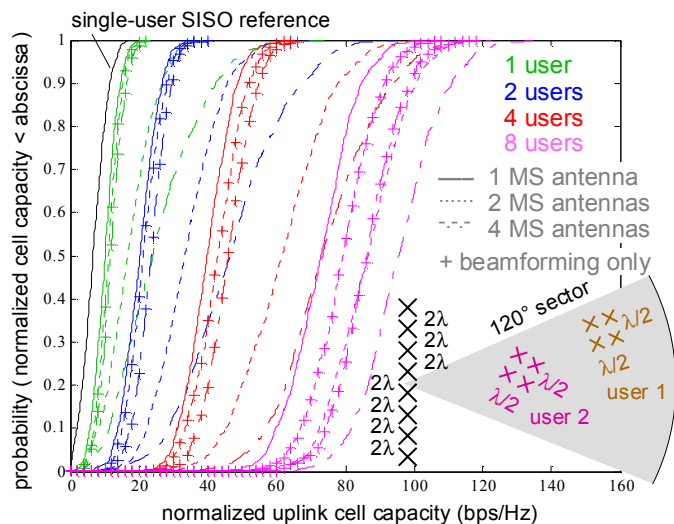 single-user SISO reference
1
0.9
0.8
0.7
0.6
0.5
0.4
0.3
0.2
0.1
0
probability ( normalized cell capacity < abscissa )
1 user
2 users
4 users
8 users
1 MS antenna
2 MS antennas
4 MS antennas
+ beamforming only
120° sector
2λ
2λ
2λ
2λ
2λ
2λ
2λ
λ/2
λ/2
user 1
λ/2
λ/2
user 2
0 20 40 60 80 100 120 140 160
normalized uplink cell capacity (bps/Hz)